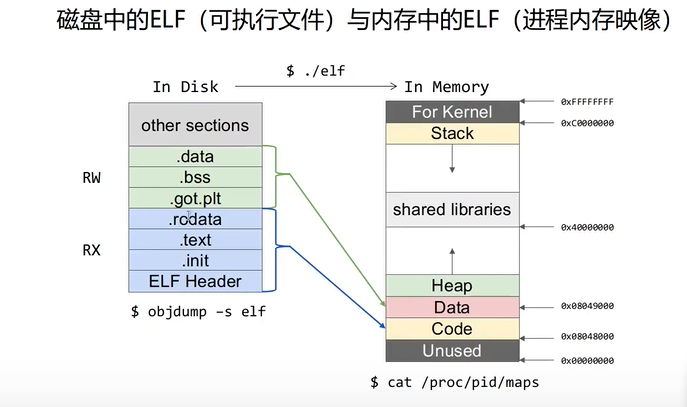 磁盘中的ELF（可执行文件）与内存中的ELF（进程内存映像）
$ ./elf
In Disk
In Memory
other sections
.data
.bss
.got.plt
.rodata
.text
.init
ELF Header
RW
RX
$ objdump –s elf
For Kernel
Stack
shared libraries
Heap
Data
Code
Unused
0xFFFFFFFF
0xC0000000
0x40000000
0x08049000
0x08048000
0x00000000
$ cat /proc/pid/maps